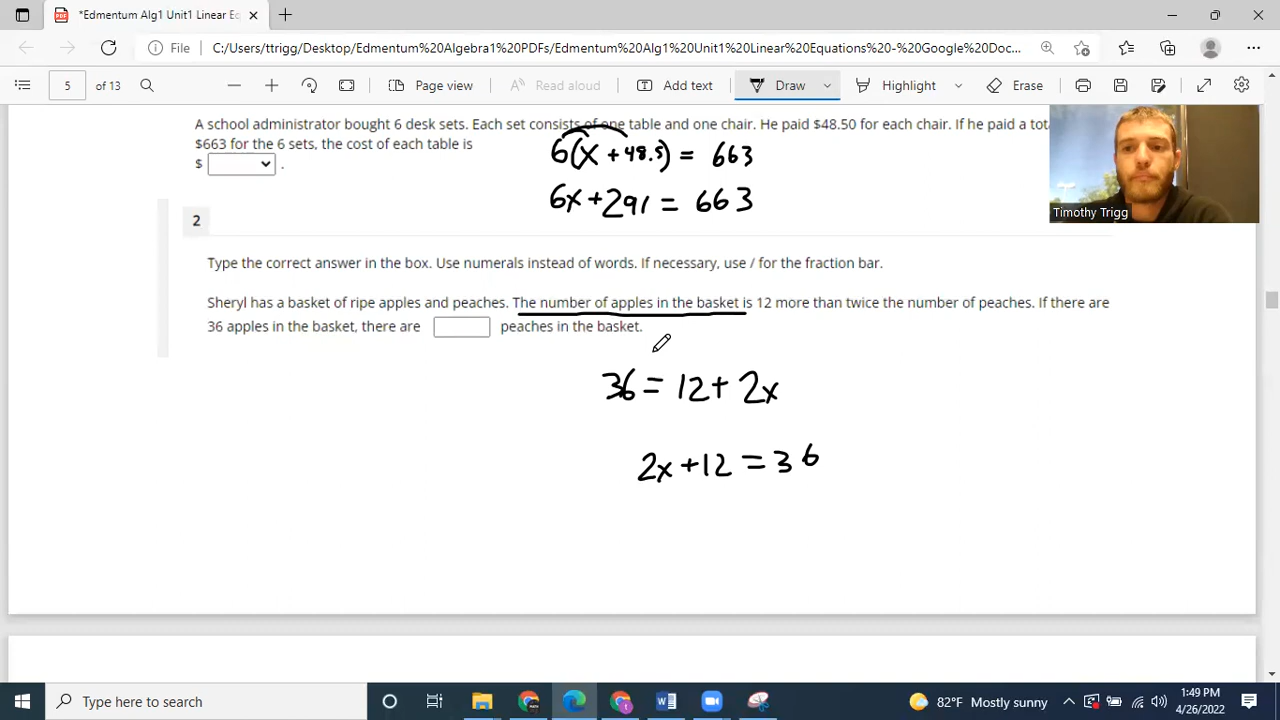 *Edmentum Alg1 Unit1 Linear Eq
File C:/Users/ttrigg/Desktop/Edmentum%20Algebra1%20PDFs/Edmentum%20Alg1%20Unit1%20Linear%20Equations%20-%20Google%20Doc...
5 of 13 Page view Read aloud Add text Draw Highlight Erase
A school administrator bought 6 desk sets. Each set consists of one table and one chair. He paid $48.50 for each chair. If he paid a tota
$663 for the 6 sets, the cost of each table is
$ .
6(x+48.5) = 663
6x+291 = 663
Timothy Trigg
2
Type the correct answer in the box. Use numerals instead of words. If necessary, use / for the fraction bar.
Sheryl has a basket of ripe apples and peaches. The number of apples in the basket is 12 more than twice the number of peaches. If there are
36 apples in the basket, there are peaches in the basket.
36 = 12+ 2x
2x+12 = 36
Type here to search
82°F Mostly sunny
1:49 PM
4/26/2022